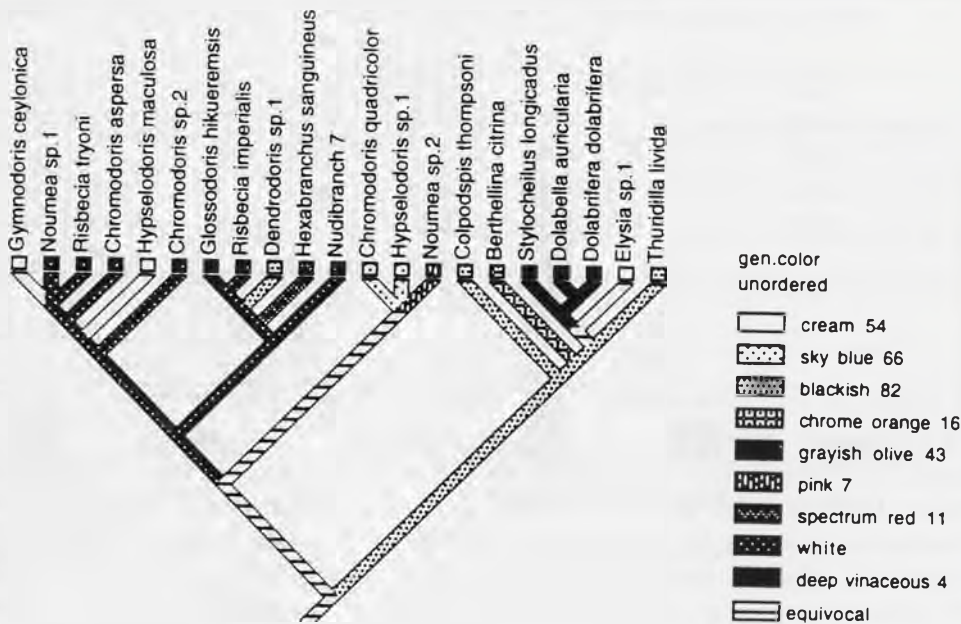 Gymnodoris ceylonica
Noumea sp.1
Risbecia tryoni
Chromodoris aspersa
Hypselodoris maculosa
Chromodoris sp.2
Glossodoris hikueremsis
Risbecia imperialis
Dendrodoris sp.1
Hexabranchus sanguineus
Nudibranch 7
Chromodoris quadricolor
Hypselodoris sp.1
Noumea sp.2
Colpodspis thompsoni
Berthellina citrina
Stylocheilus longicadus
Dolabella auricularia
Dolabrifera dolabrifera
Elysia sp.1
Thuridilla livida
gen.color
unordered
cream 54
sky blue 66
blackish 82
chrome orange 16
grayish olive 43
pink 7
spectrum red 11
white
deep vinaceous 4
equivocal